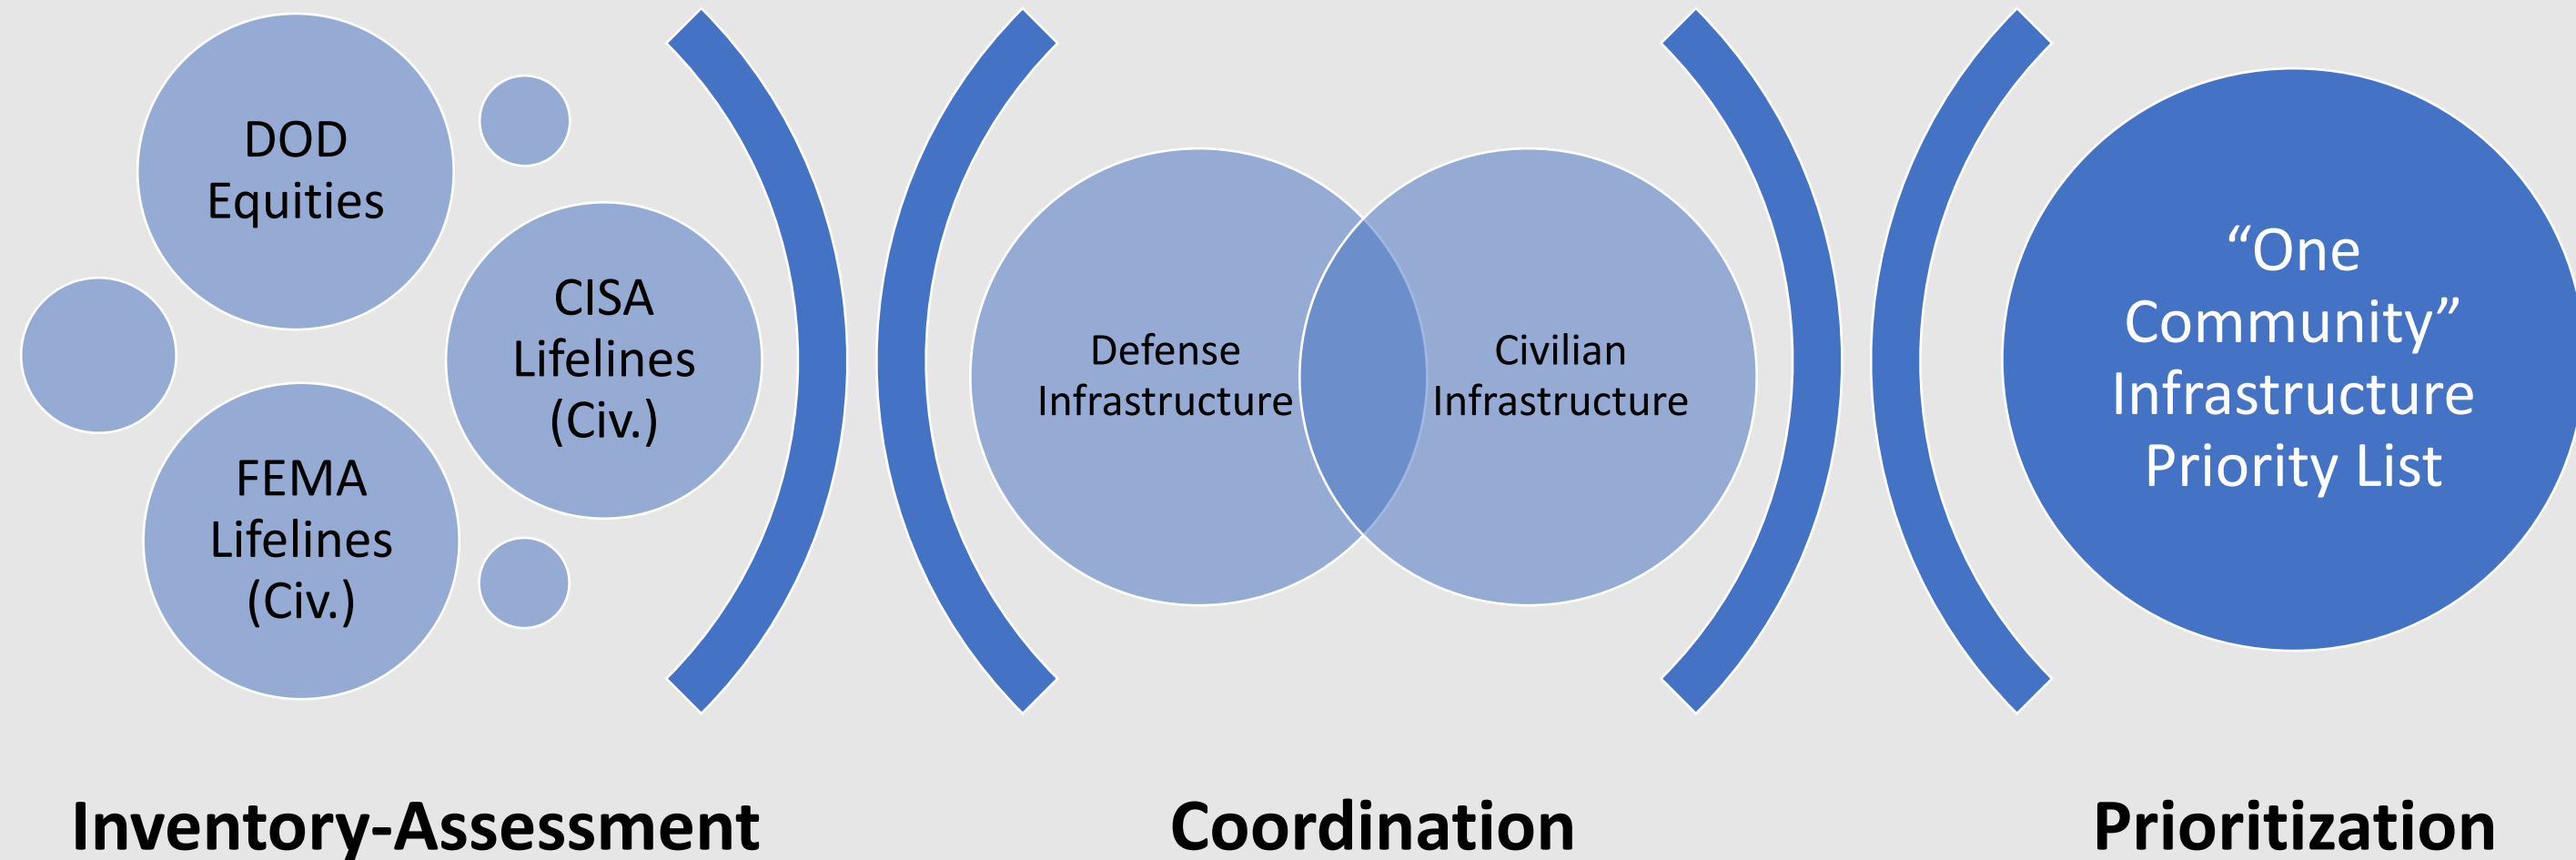 DOD
Equities
CISA
Lifelines
(Civ.)
FEMA
Lifelines
(Civ.)
Defense
Infrastructure
Civilian
Infrastructure
“One
Community”
Infrastructure
Priority List
Inventory-Assessment
Coordination
Prioritization